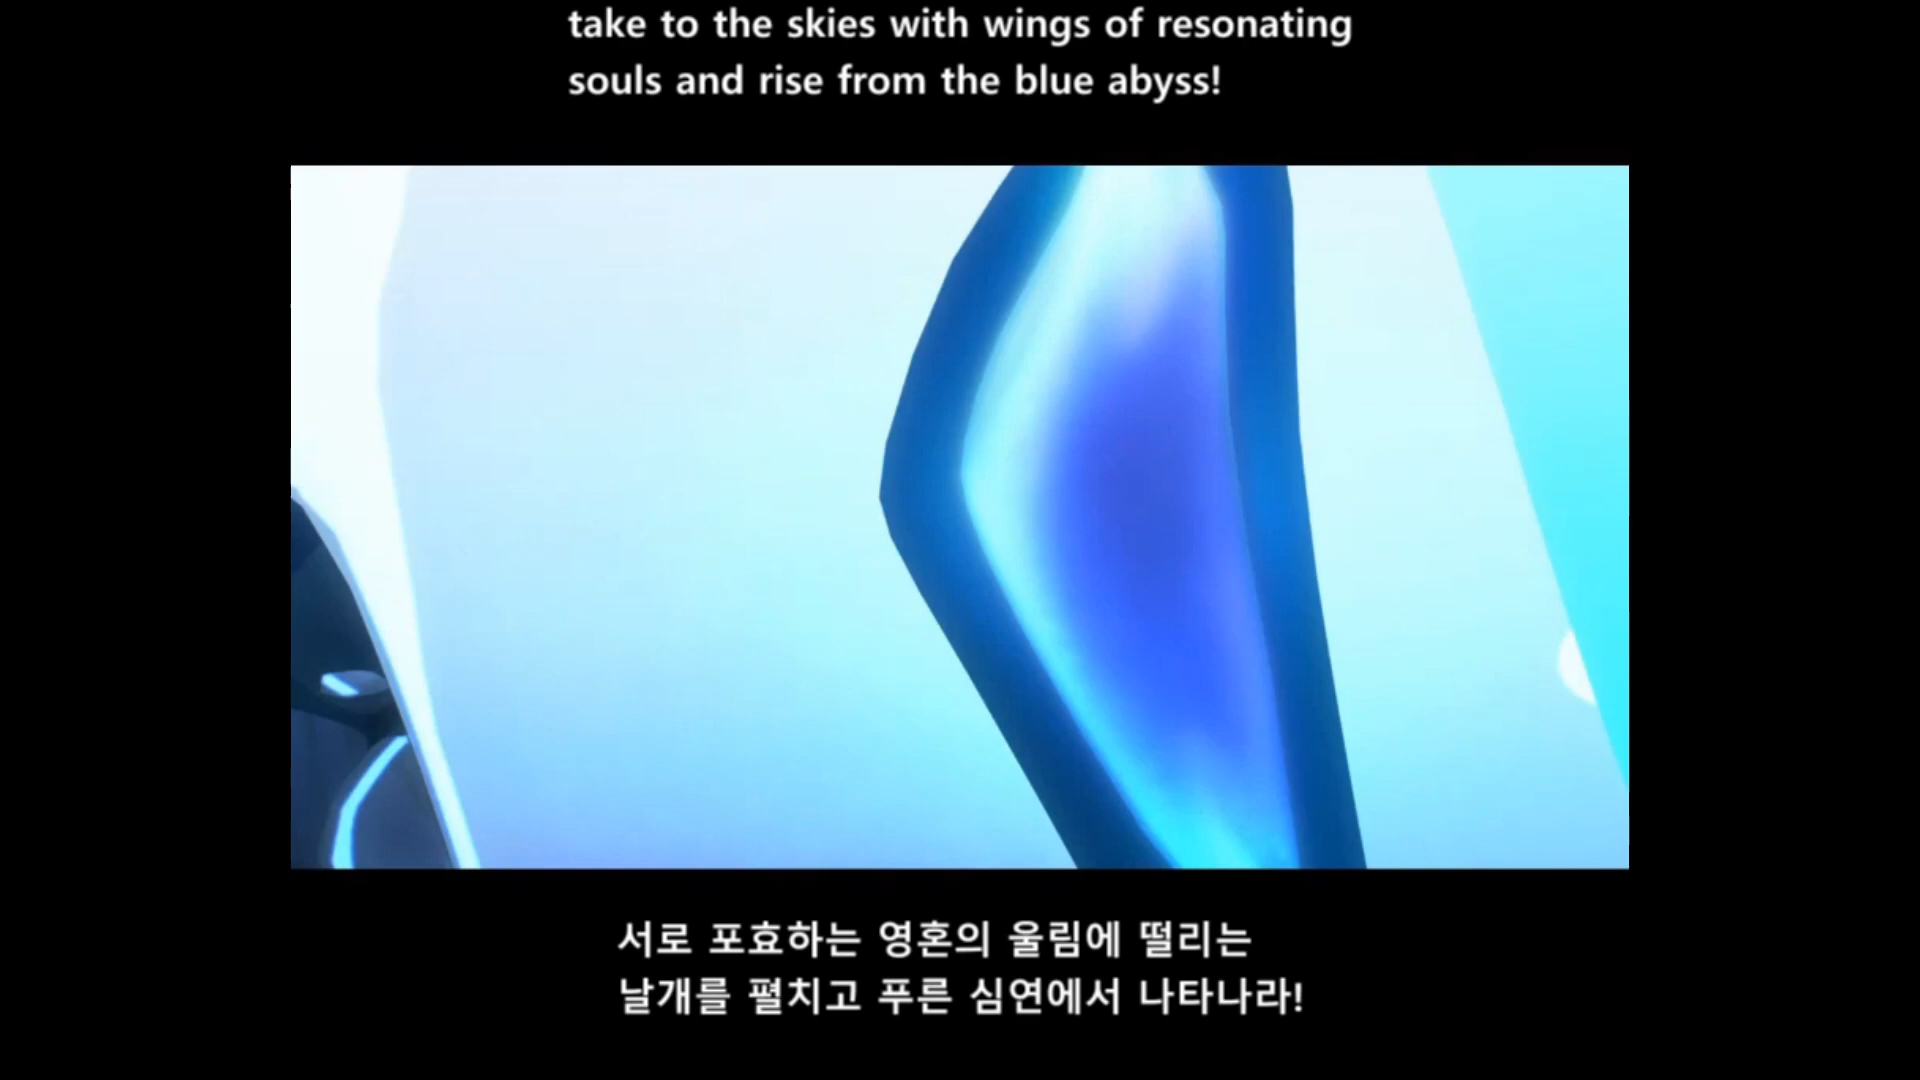 take to the skies with wings of resonating
souls and rise from the blue abyss!
서로 포효하는 영혼의 울림에 떨리는
날개를 펼치고 푸른 심연에서 나타나라!